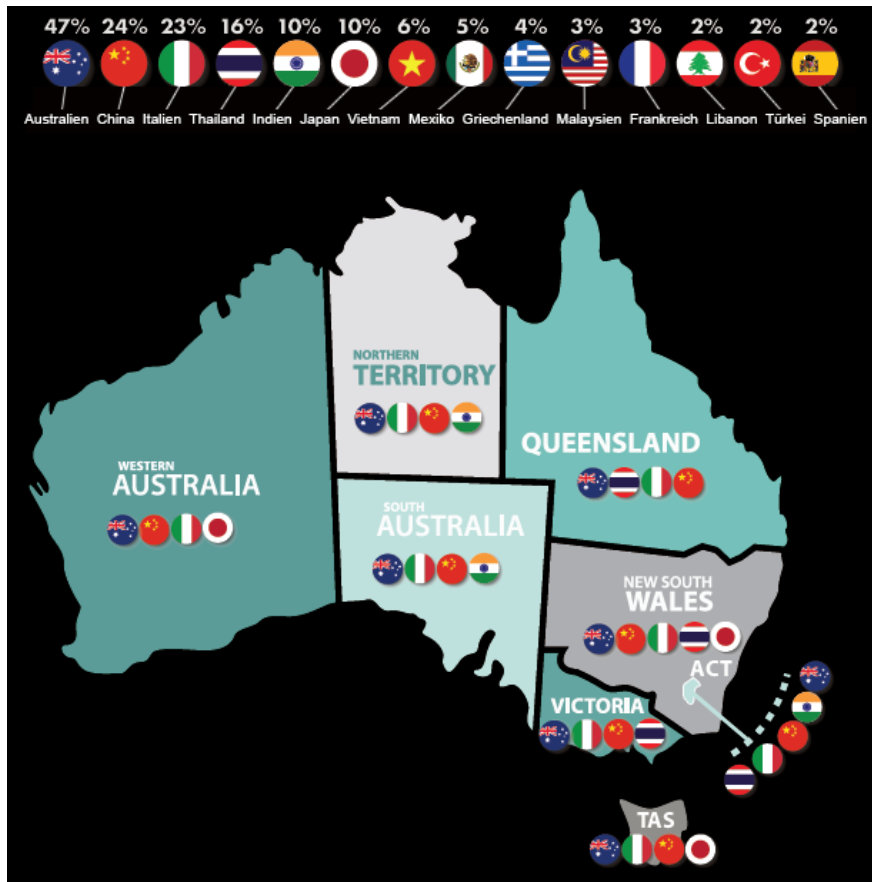 47% 24% 23% 16% 10% 10% 6% 5% 4% 3% 3% 2% 2% 2%
Australien China Italien Thailand Indien Japan Vietnam Mexiko Griechenland Malaysien Frankreich Libanon Türkei Spanien
NORTHERN
TERRITORY
QUEENSLAND
WESTERN
AUSTRALIA
SOUTH
AUSTRALIA
NEW SOUTH
WALES
ACT
VICTORIA
TAS